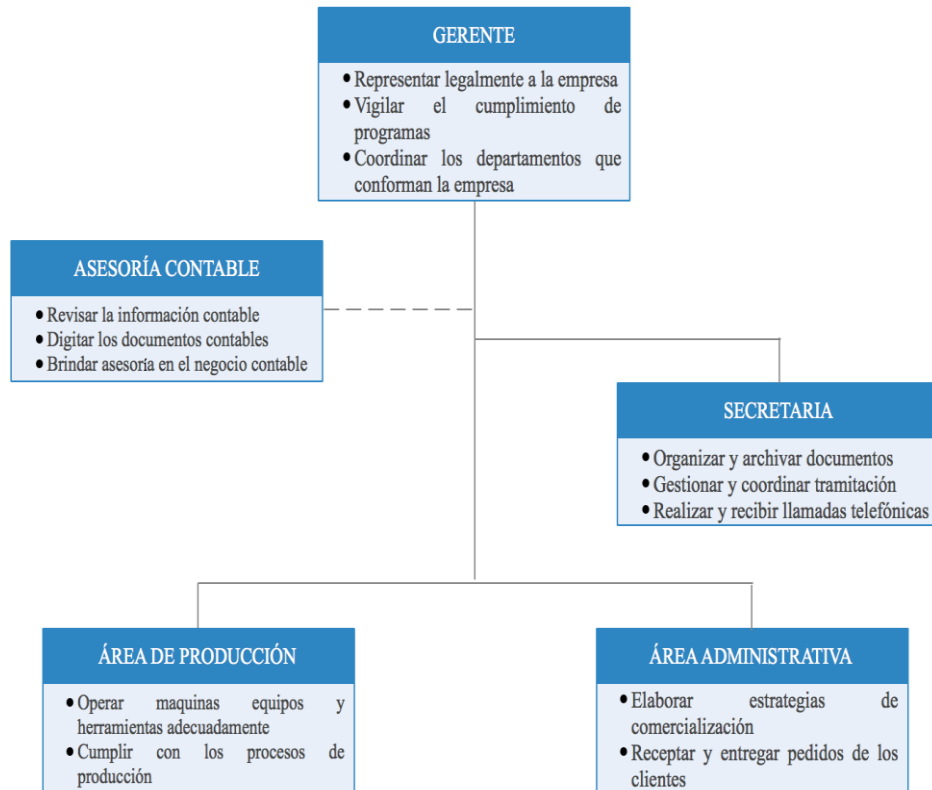 GERENTE
• Representar legalmente a la empresa
• Vigilar el cumplimiento de
programas
• Coordinar los departamentos que
conforman la empresa
ASESORÍA CONTABLE
• Revisar la información contable
• Digitar los documentos contables
• Brindar asesoría en el negocio contable
SECRETARIA
• Organizar y archivar documentos
• Gestionar y coordinar tramitación
• Realizar y recibir llamadas telefónicas
ÁREA DE PRODUCCIÓN
• Operar maquinas equipos y
herramientas adecuadamente
• Cumplir con los procesos de
producción
ÁREA ADMINISTRATIVA
• Elaborar estrategias de
comercialización
• Receptar y entregar pedidos de los
clientes